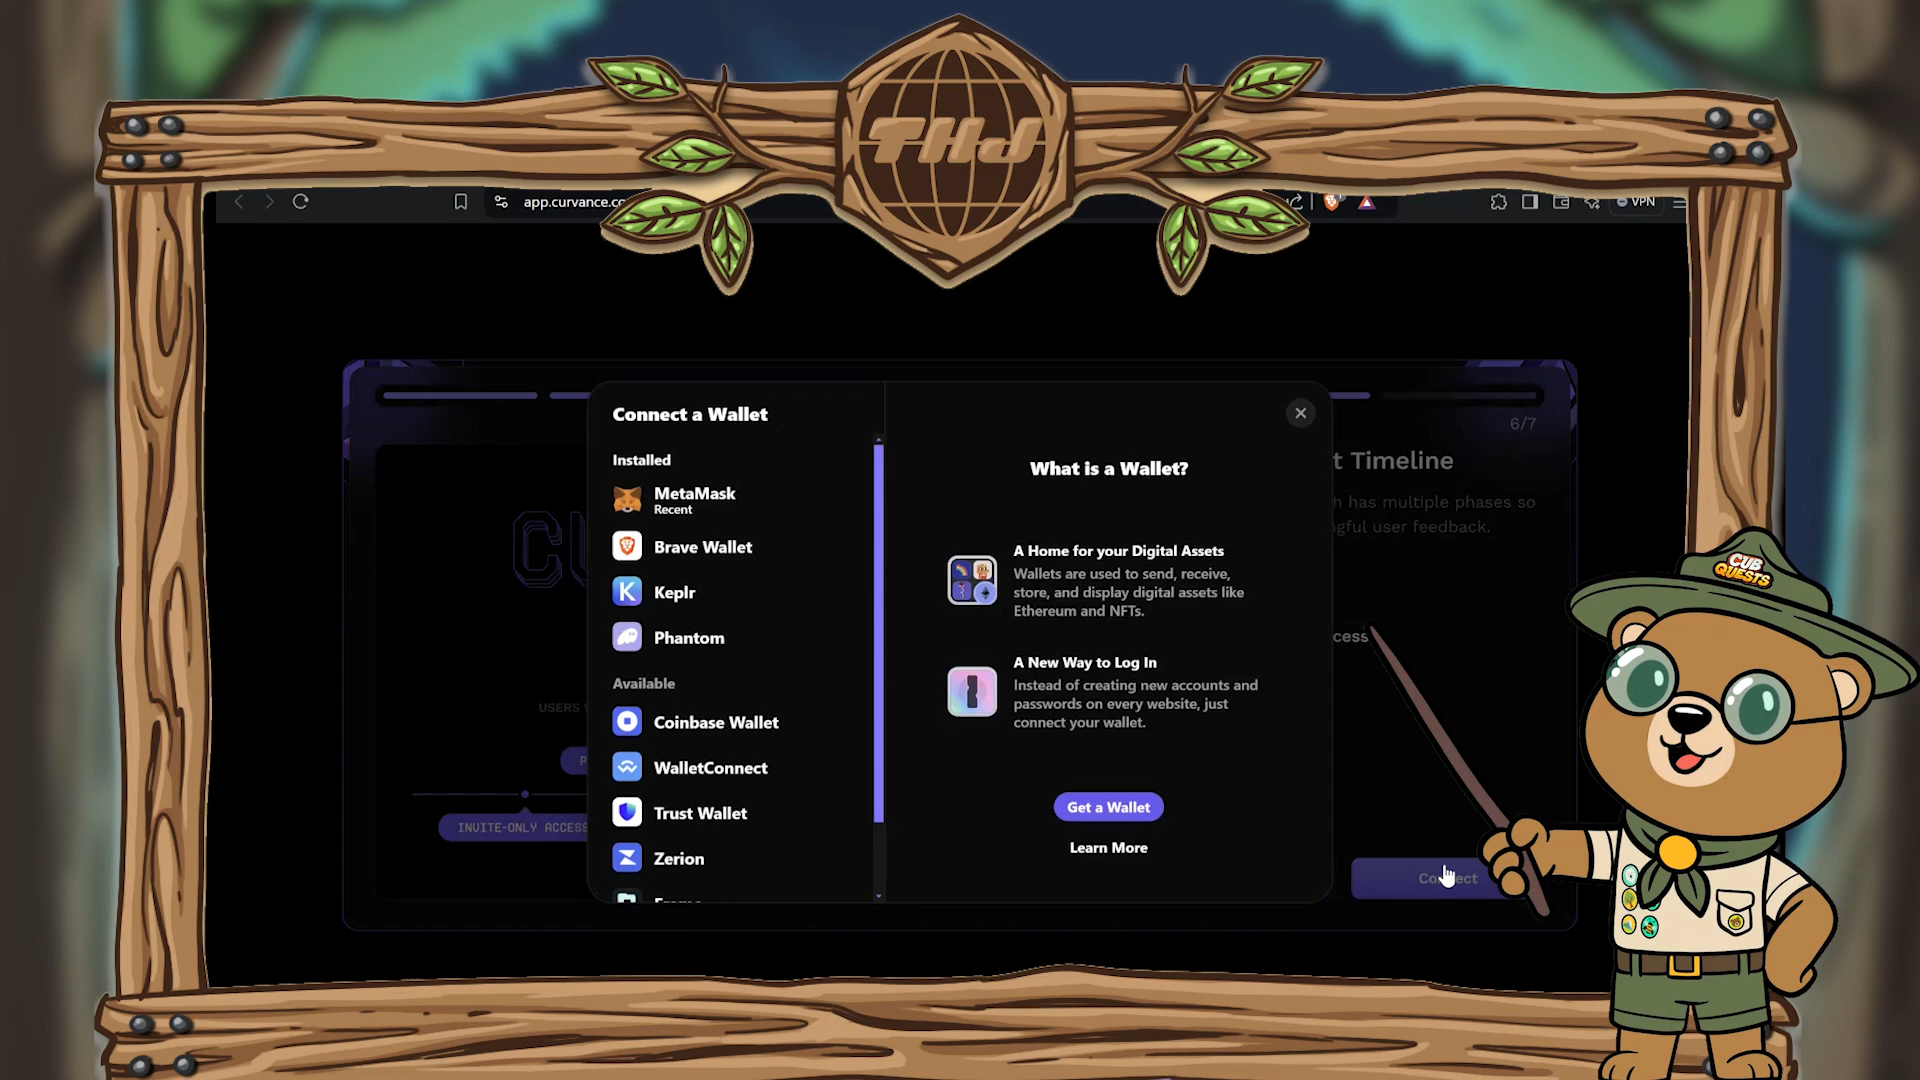 THJ
app.curvance.co
VPN
6/7
Connect a Wallet
Installed
MetaMask
Recent
Brave Wallet
Keplr
Phantom
Available
Coinbase Wallet
WalletConnect
Trust Wallet
Zerion
What is a Wallet?
A Home for your Digital Assets
Wallets are used to send, receive,
store, and display digital assets like
Ethereum and NFTs.
A New Way to Log In
Instead of creating new accounts and
passwords on every website, just
connect your wallet.
Get a Wallet
Learn More
t Timeline
h has multiple phases so
gful user feedback.
cess
CU
USERS
P
INVITE-ONLY ACCESS
CUB
QUESTS